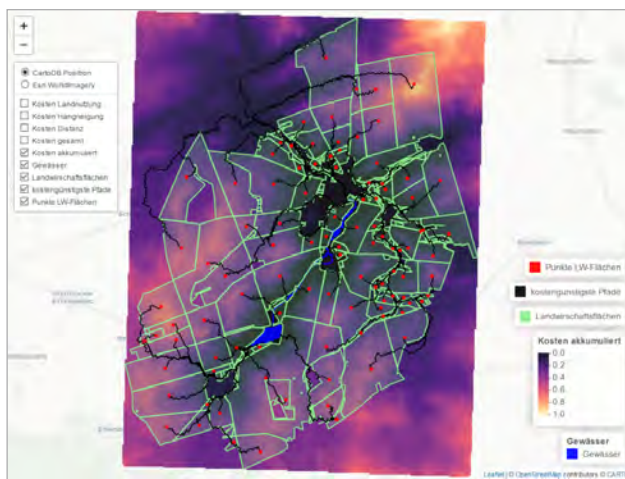 +
−
CartoDB Positron
Esri WorldImagery
Kosten Landnutzung
Kosten Hangneigung
Kosten Distanz
Kosten gesamt
Kosten akkumuliert
Gewässer
Landwirtschaftsflächen
kostengünstigste Pfade
Punkte LW-Flächen
Punkte LW-Flächen
kostengünstigste Pfade
Landwirschaftsflächen
Kosten akkumuliert
0.0
0.2
0.4
0.6
0.8
1.0
Gewässer
Gewässer
Leaflet | © OpenStreetMap contributors © CART